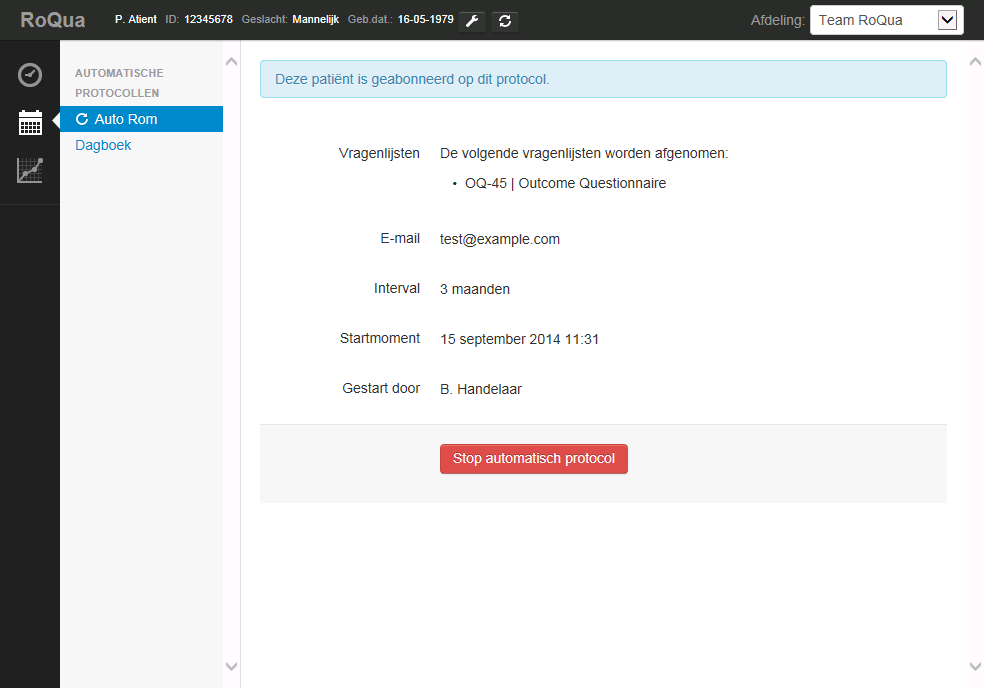 RoQua P. Atient ID: 12345678 Geslacht: Mannelijk Geb.dat.: 16-05-1979 Afdeling: Team RoQua
AUTOMATISCHE
PROTOCOLLEN
Auto Rom
Dagboek
Deze patiënt is geabonneerd op dit protocol.
Vragenlijsten De volgende vragenlijsten worden afgenomen:
• OQ-45 | Outcome Questionnaire
E-mail test@example.com
Interval 3 maanden
Startmoment 15 september 2014 11:31
Gestart door B. Handelaar
Stop automatisch protocol